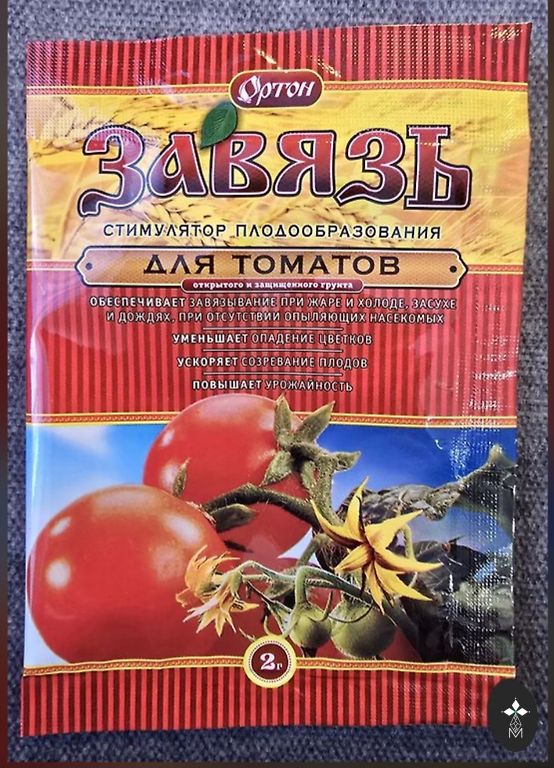 Ортон
ЗАВЯЗЬ
СТИМУЛЯТОР ПЛОДООБРАЗОВАНИЯ
ДЛЯ ТОМАТОВ
открытого и защищенного грунта
ОБЕСПЕЧИВАЕТ ЗАВЯЗЫВАНИЕ ПРИ ЖАРЕ И ХОЛОДЕ, ЗАСУХЕ
И ДОЖДЯХ, ПРИ ОТСУТСТВИИ ОПЫЛЯЮЩИХ НАСЕКОМЫХ
УМЕНЬШАЕТ ОПАДЕНИЕ ЦВЕТКОВ
УСКОРЯЕТ СОЗРЕВАНИЕ ПЛОДОВ
ПОВЫШАЕТ УРОЖАЙНОСТЬ
2г
M